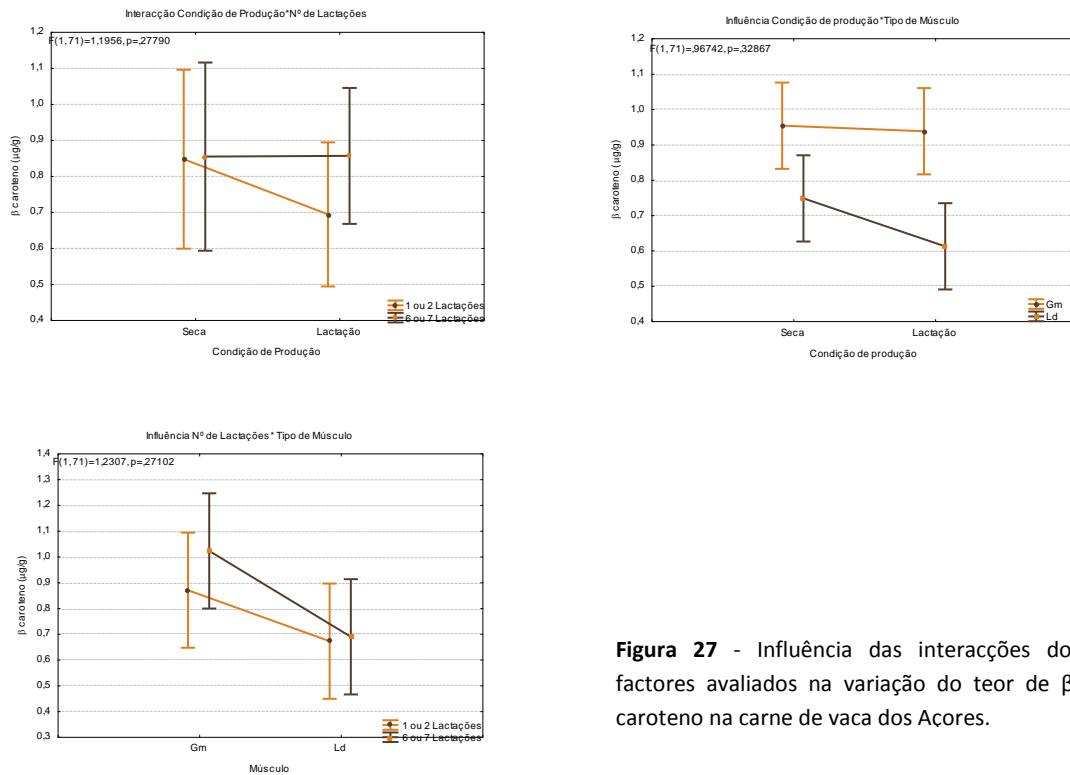 Interacção Condição de Produção*Nº de Lactações
F(1,71)=1,1956, p=,27790
1,2
1,1
1,0
0,9
0,8
0,7
0,6
0,5
0,4
β caroteno (µg/g)
Seca
Lactação
Condição de Produção
1 ou 2 Lactações
6 ou 7 Lactações
Influência Condição de produção*Tipo de Músculo
F(1,71)=,96742, p=,32867
1,2
1,1
1,0
0,9
0,8
0,7
0,6
0,5
0,4
β caroteno (µg/g)
Seca
Lactação
Condição de produção
Gm
Ld
Influência Nº de Lactações * Tipo de Músculo
F(1,71)=1,2307, p=,27102
1,4
1,3
1,2
1,1
1,0
0,9
0,8
0,7
0,6
0,5
0,4
0,3
β caroteno (µg/g)
Gm
Ld
Músculo
1 ou 2 Lactações
6 ou 7 Lactações
Figura 27 - Influência das interacções do
factores avaliados na variação do teor de β
caroteno na carne de vaca dos Açores.